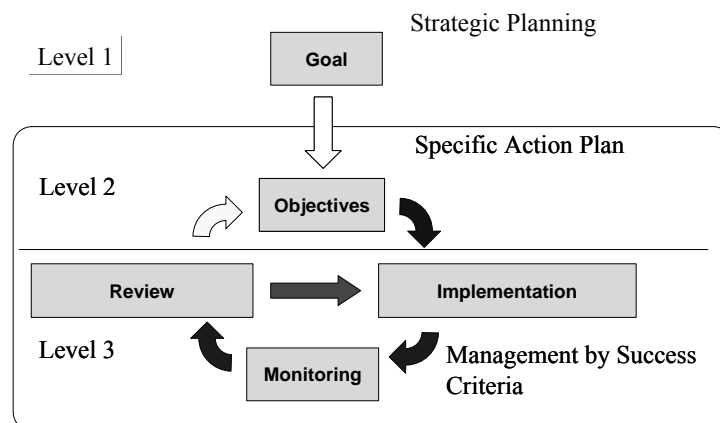 Strategic Planning
Level 1
Goal
Specific Action Plan
Level 2
Objectives
Review
Implementation
Level 3
Management by Success
Criteria
Monitoring